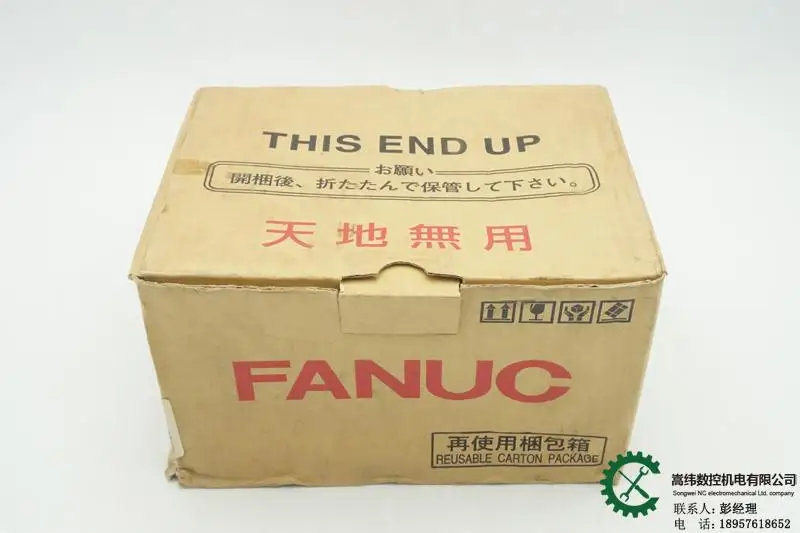 THIS END UP
お願い
開梱後、折たたんで保管して下さい。
天地無用
FANUC
再使用梱包箱
REUSABLE CARTON PACKAGE
嵩纬数控机电有限公司
Songwei NC electromechanical Ltd. company
联系人: 彭经理
电 话: 18957618652